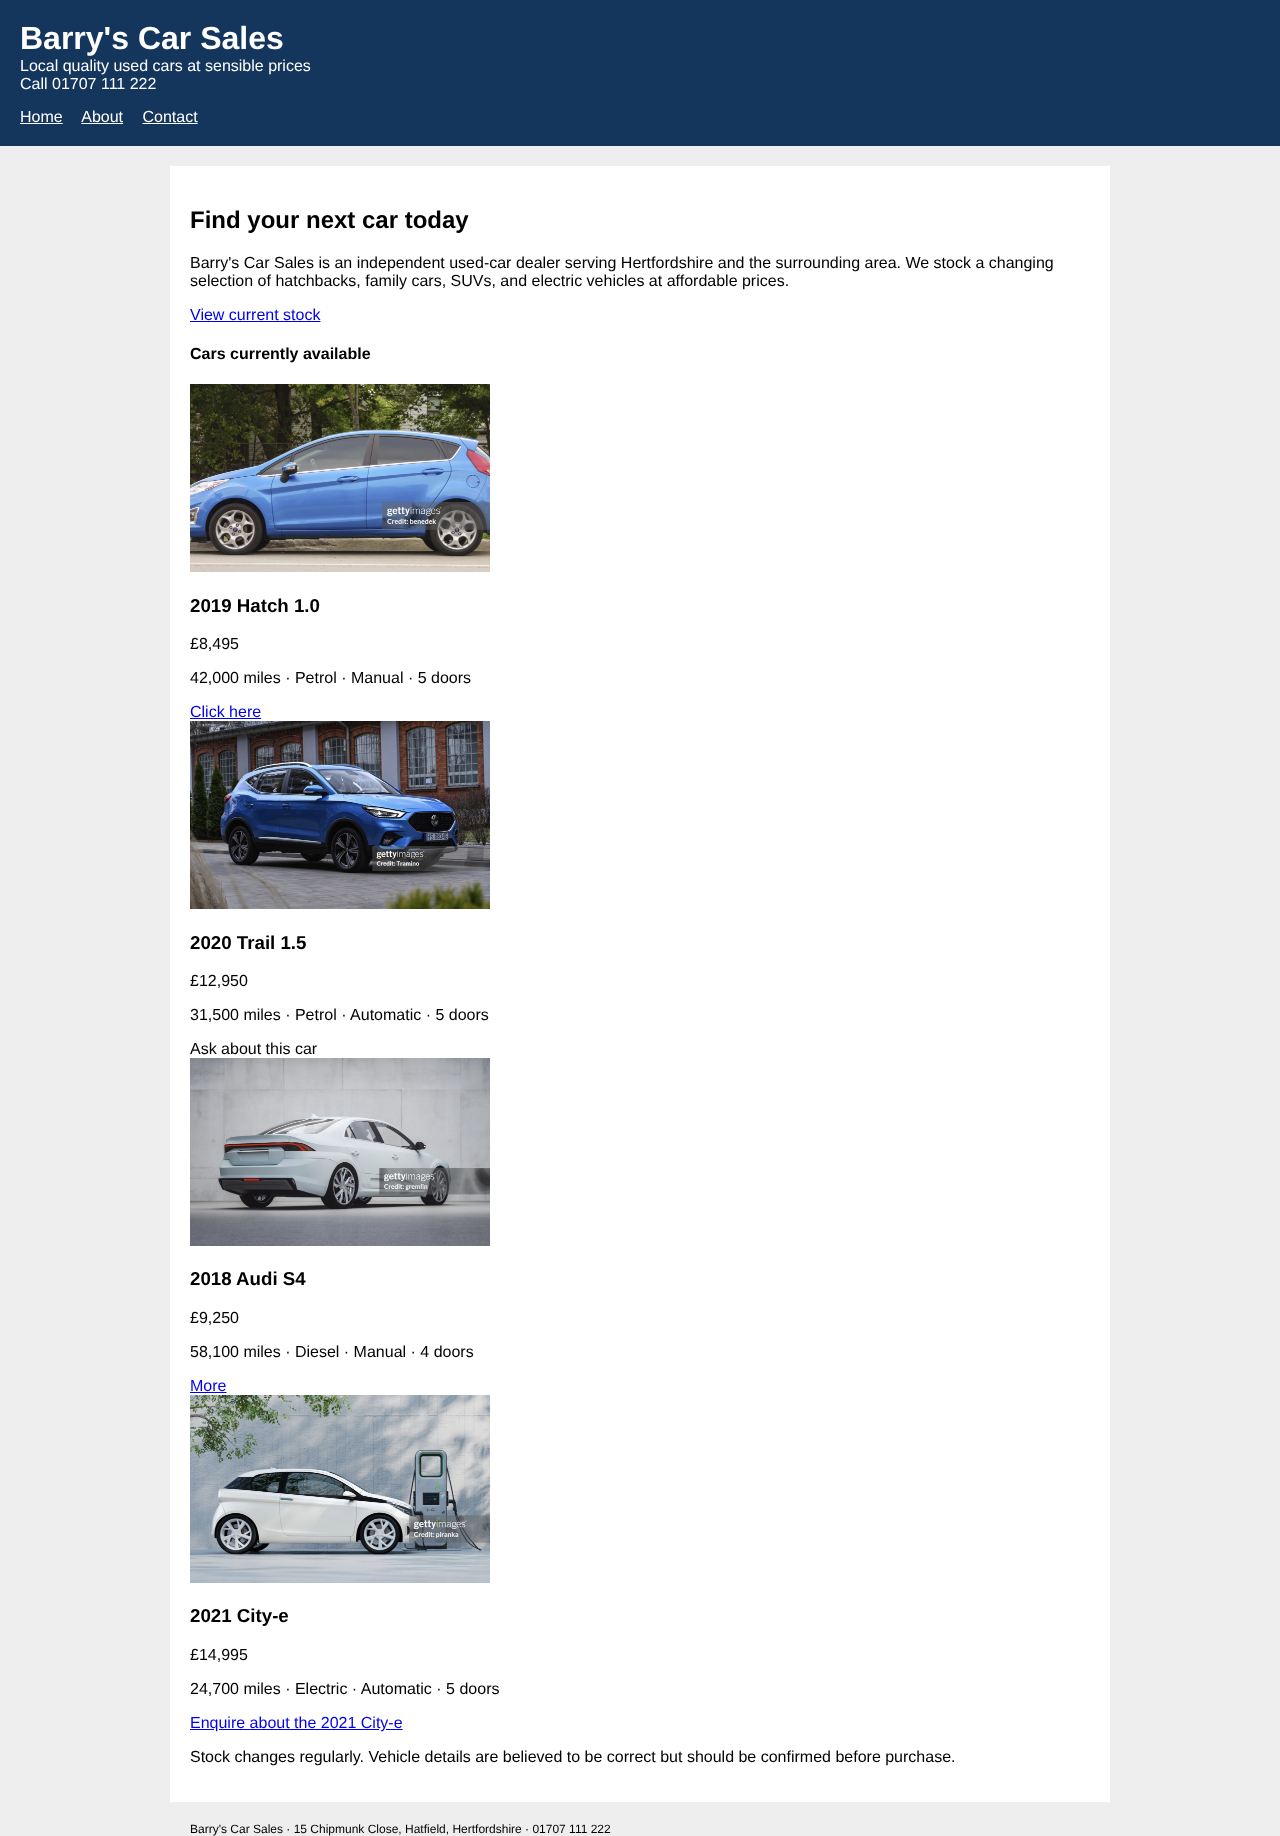 Barry's Car Sales
Local quality used cars at sensible prices
Call 01707 111 222
Home About Contact
Find your next car today
Barry's Car Sales is an independent used-car dealer serving Hertfordshire and the surrounding area. We stock a changing
selection of hatchbacks, family cars, SUVs, and electric vehicles at affordable prices.
View current stock
Cars currently available
gettyimages
Credit: benedek
2019 Hatch 1.0
£8,495
42,000 miles · Petrol · Manual · 5 doors
Click here
gettyimages
Credit: Tramino
2020 Trail 1.5
£12,950
31,500 miles · Petrol · Automatic · 5 doors
Ask about this car
gettyimages
Credit: gremlin
2018 Audi S4
£9,250
58,100 miles · Diesel · Manual · 4 doors
More
gettyimages
Credit: piranka
2021 City-e
£14,995
24,700 miles · Electric · Automatic · 5 doors
Enquire about the 2021 City-e
Stock changes regularly. Vehicle details are believed to be correct but should be confirmed before purchase.
Barry's Car Sales · 15 Chipmunk Close, Hatfield, Hertfordshire · 01707 111 222